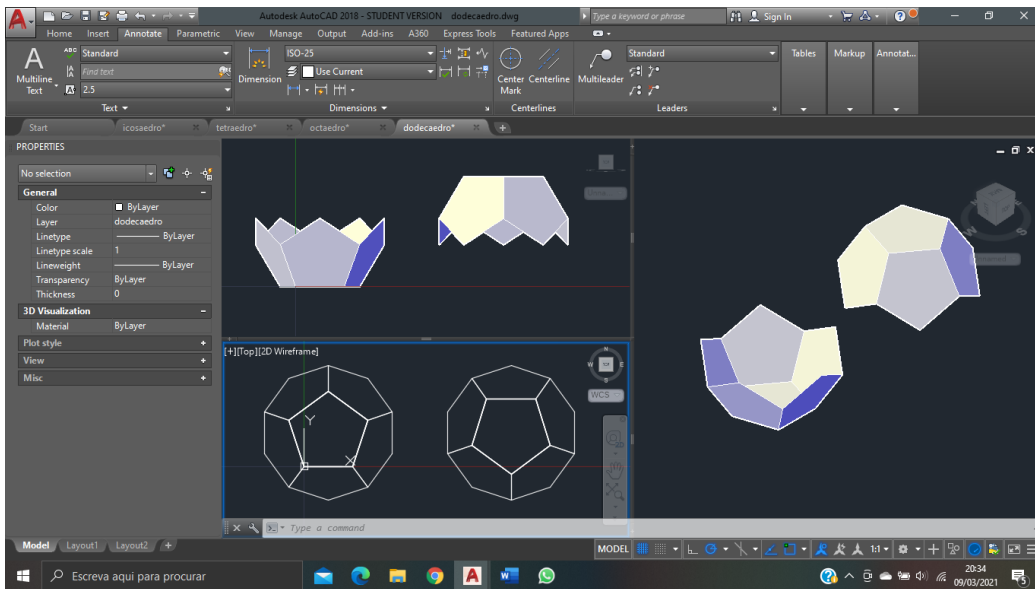 Autodesk AutoCAD 2018 - STUDENT VERSION dodecaedro.dwg
Type a keyword or phrase
Sign In
Home Insert Annotate Parametric View Manage Output Add-ins A360 Express Tools Featured Apps
ABC Standard
Find text
2.5
Multiline Text
Text
ISO-25
Use Current
Dimension
Dimensions
Center Mark
Centerline
Centerlines
Multileader
Standard
Leaders
Tables
Markup
Annotat...
Start icosaedro* tetraedro* octaedro* dodecaedro*
PROPERTIES
No selection
General
Color ByLayer
Layer dodecaedro
Linetype ByLayer
Linetype scale 1
Lineweight ByLayer
Transparency ByLayer
Thickness 0
3D Visualization
Material ByLayer
Plot style
View
Misc
[+][Top][2D Wireframe]
N
W E
S
WCS
Y
X
Type a command
Model Layout1 Layout2
MODEL
1:1
Escreva aqui para procurar
20:34
09/03/2021
5